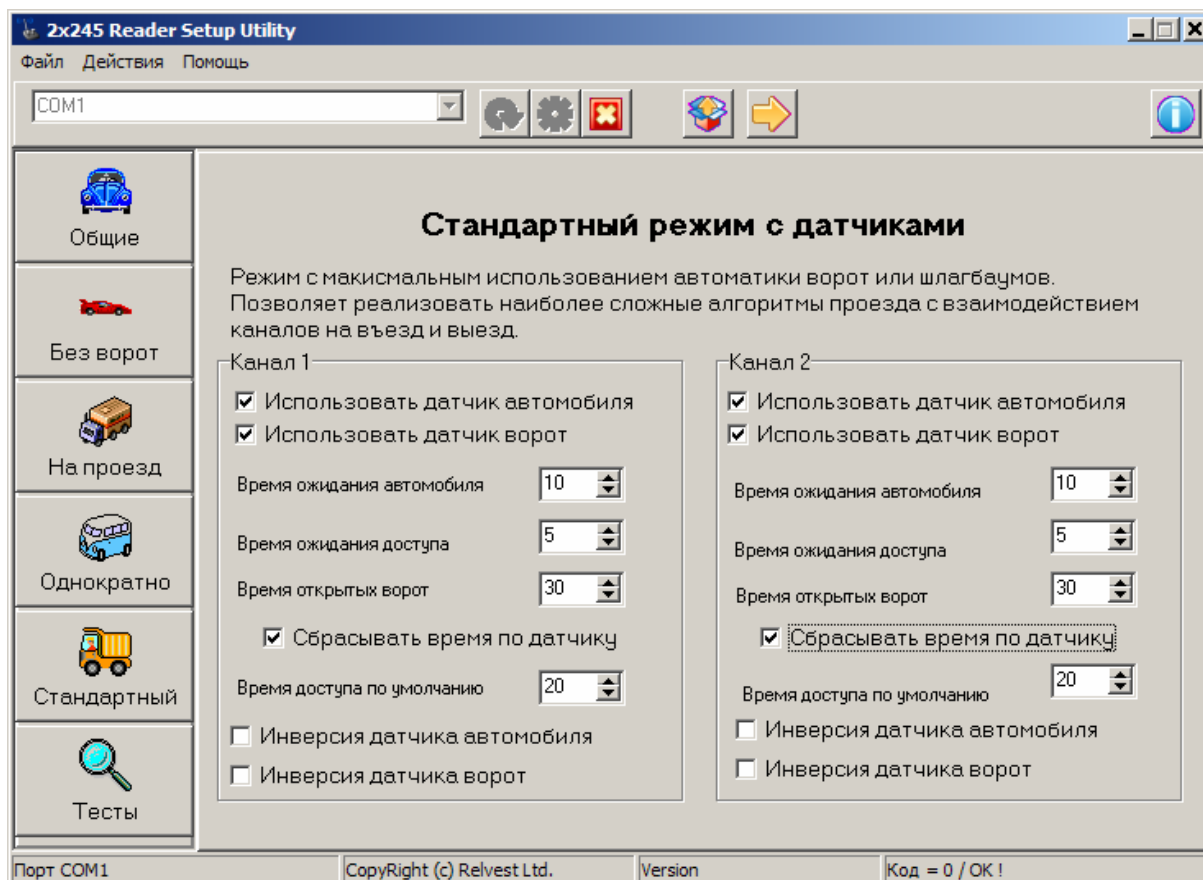 2x245 Reader Setup Utility
Файл Действия Помощь
COM1
Общие
Без ворот
На проезд
Однократно
Стандартный
Тесты
Стандартный режим с датчиками
Режим с макисмальным использованием автоматики ворот или шлагбаумов.
Позволяет реализовать наиболее сложные алгоритмы проезда с взаимодействием
каналов на въезд и выезд.
Канал 1
Использовать датчик автомобиля
Использовать датчик ворот
Время ожидания автомобиля 10
Время ожидания доступа 5
Время открытых ворот 30
Сбрасывать время по датчику
Время доступа по умолчанию 20
Инверсия датчика автомобиля
Инверсия датчика ворот
Канал 2
Использовать датчик автомобиля
Использовать датчик ворот
Время ожидания автомобиля 10
Время ожидания доступа 5
Время открытых ворот 30
Сбрасывать время по датчику
Время доступа по умолчанию 20
Инверсия датчика автомобиля
Инверсия датчика ворот
Порт COM1 CopyRight (c) Relvest Ltd. Version Код = 0 / OK !